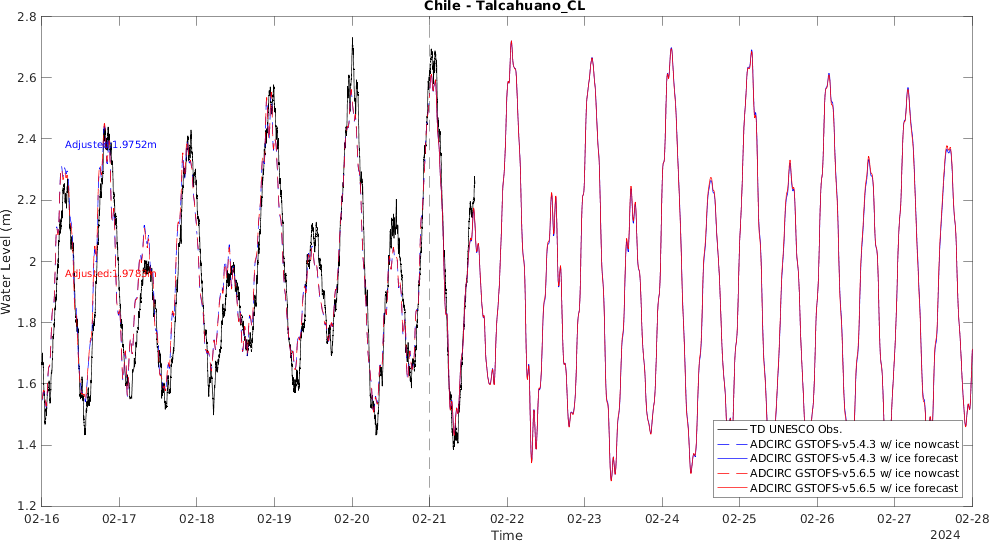 Chile - Talcahuano_CL
2.8
2.6
2.4
2.2
2
1.8
1.6
1.4
1.2
Water Level (m)
Adjusted:1.9752m
TD UNESCO Obs.
ADCIRC GSTOFS-v5.4.3 w/ ice nowcast
ADCIRC GSTOFS-v5.4.3 w/ ice forecast
ADCIRC GSTOFS-v5.6.5 w/ ice nowcast
ADCIRC GSTOFS-v5.6.5 w/ ice forecast
02-16 02-17 02-18 02-19 02-20 02-21 02-22 02-23 02-24 02-25 02-26 02-27 02-28
Time
2024